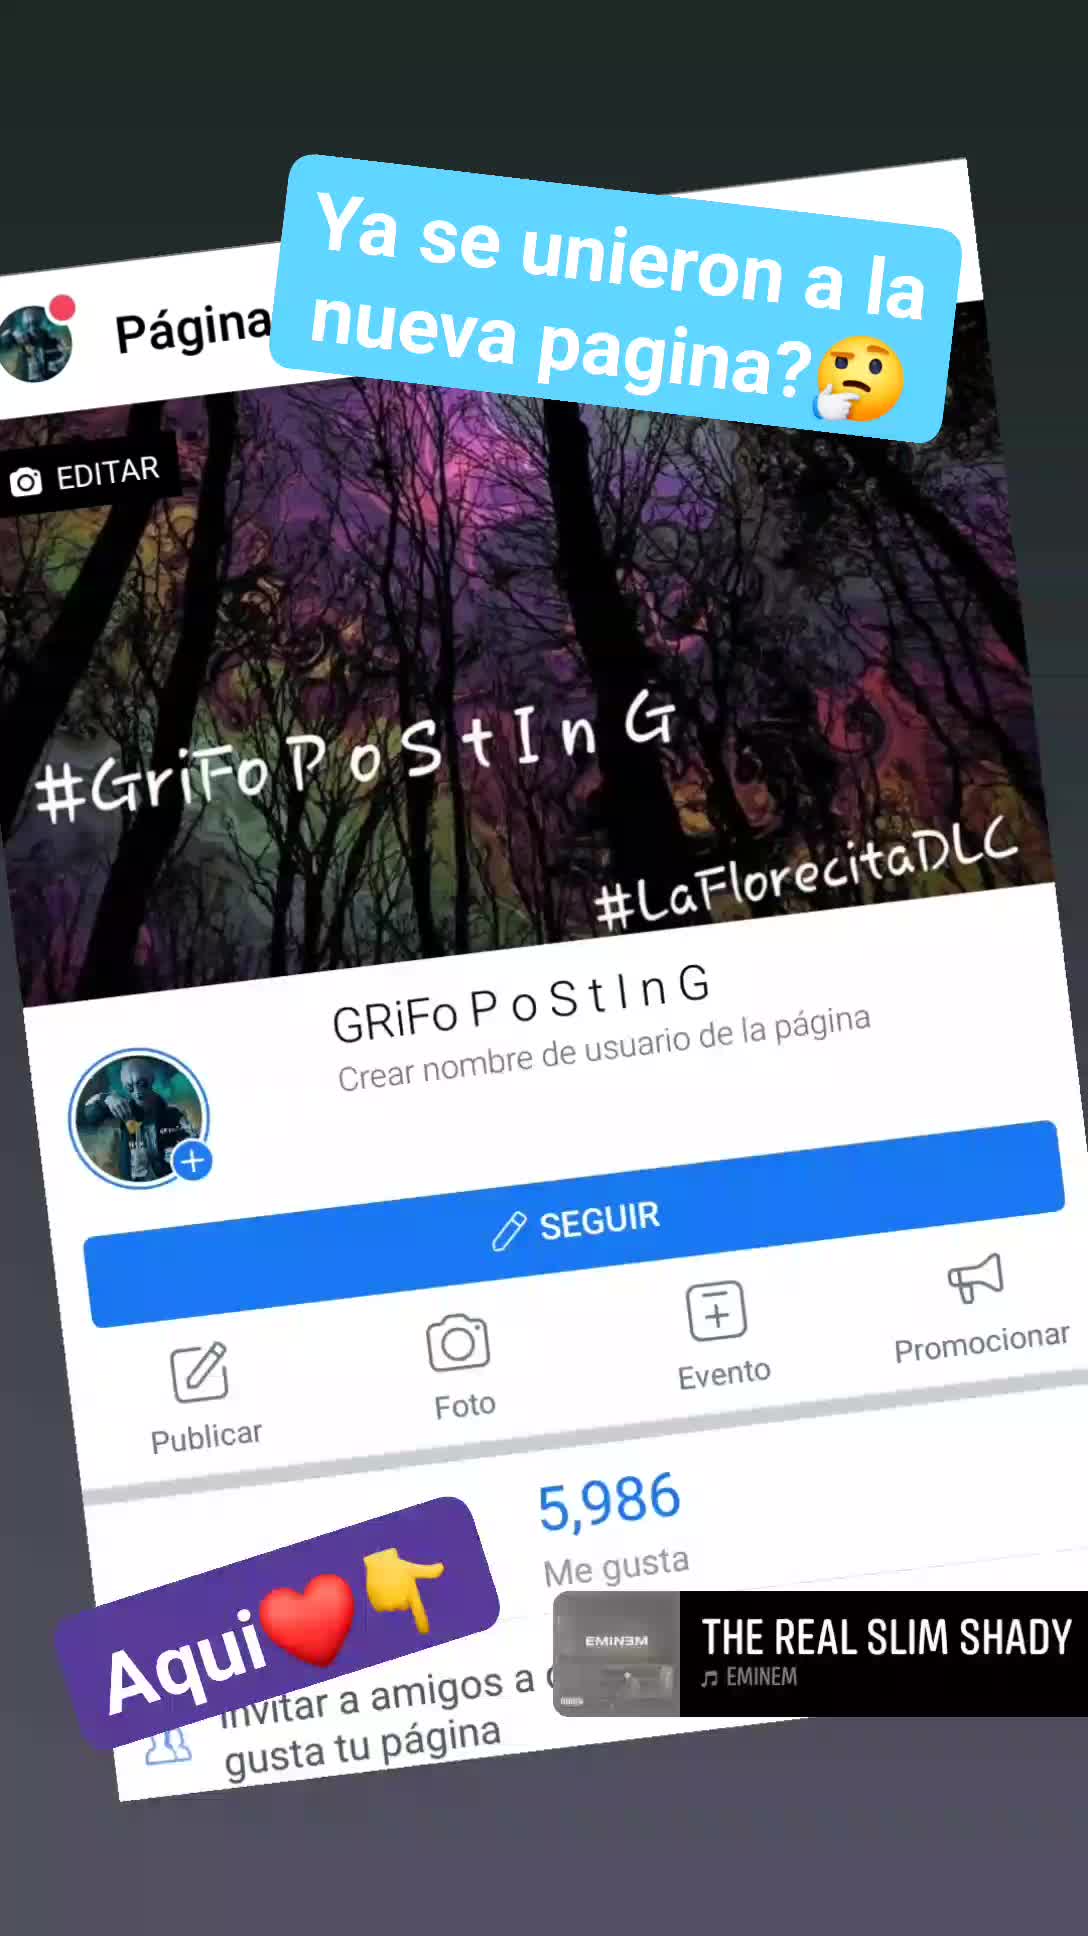 Ya se unieron a la
nueva pagina?🤔
Página
EDITAR
#GriFo P o S t I n G
#LaFlorecitaDLC
GRiFo P o S t I n G
Crear nombre de usuario de la página
SEGUIR
Publicar
Foto
Evento
Promocionar
5,986
Me gusta
Aqui❤️👇
Invitar a amigos a
gusta tu página
EMINEM
THE REAL SLIM SHADY
EMINEM